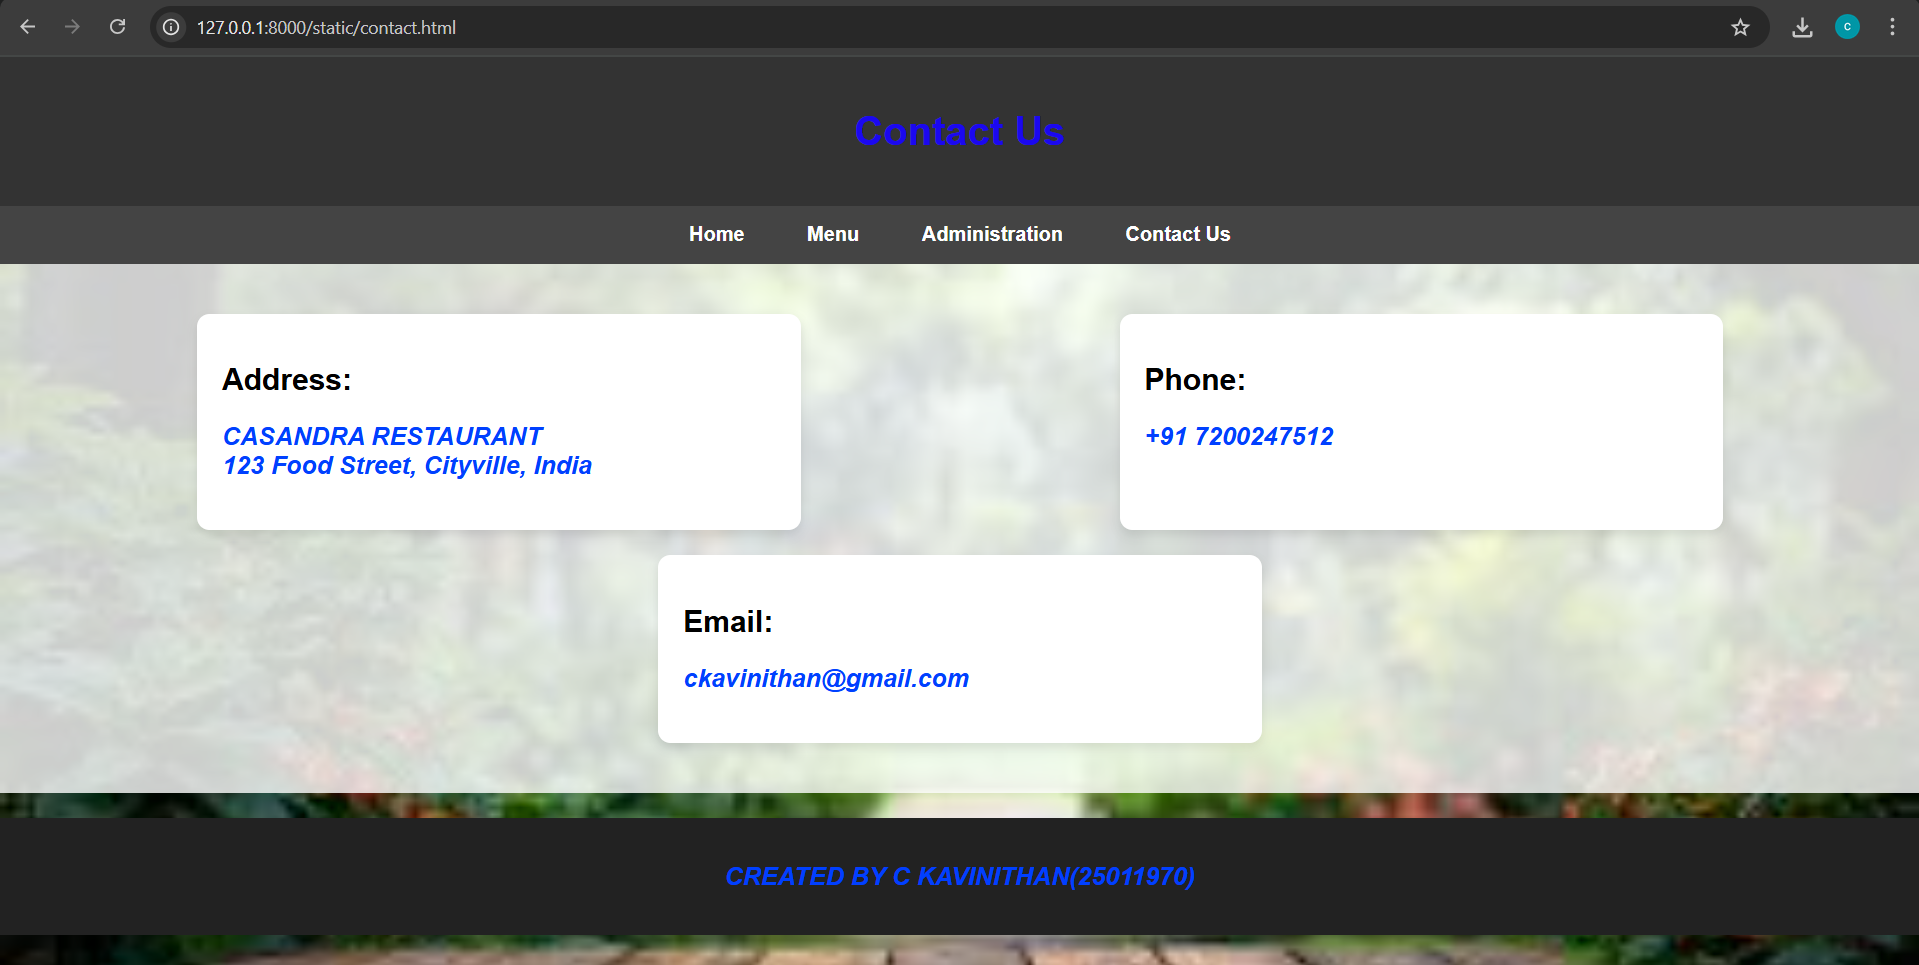 127.0.0.1:8000/static/contact.html
C
Contact Us
Home Menu Administration Contact Us
Address:
CASANDRA RESTAURANT
123 Food Street, Cityville, India
Phone:
+91 7200247512
Email:
ckavinithan@gmail.com
CREATED BY C KAVINITHAN(25011970)